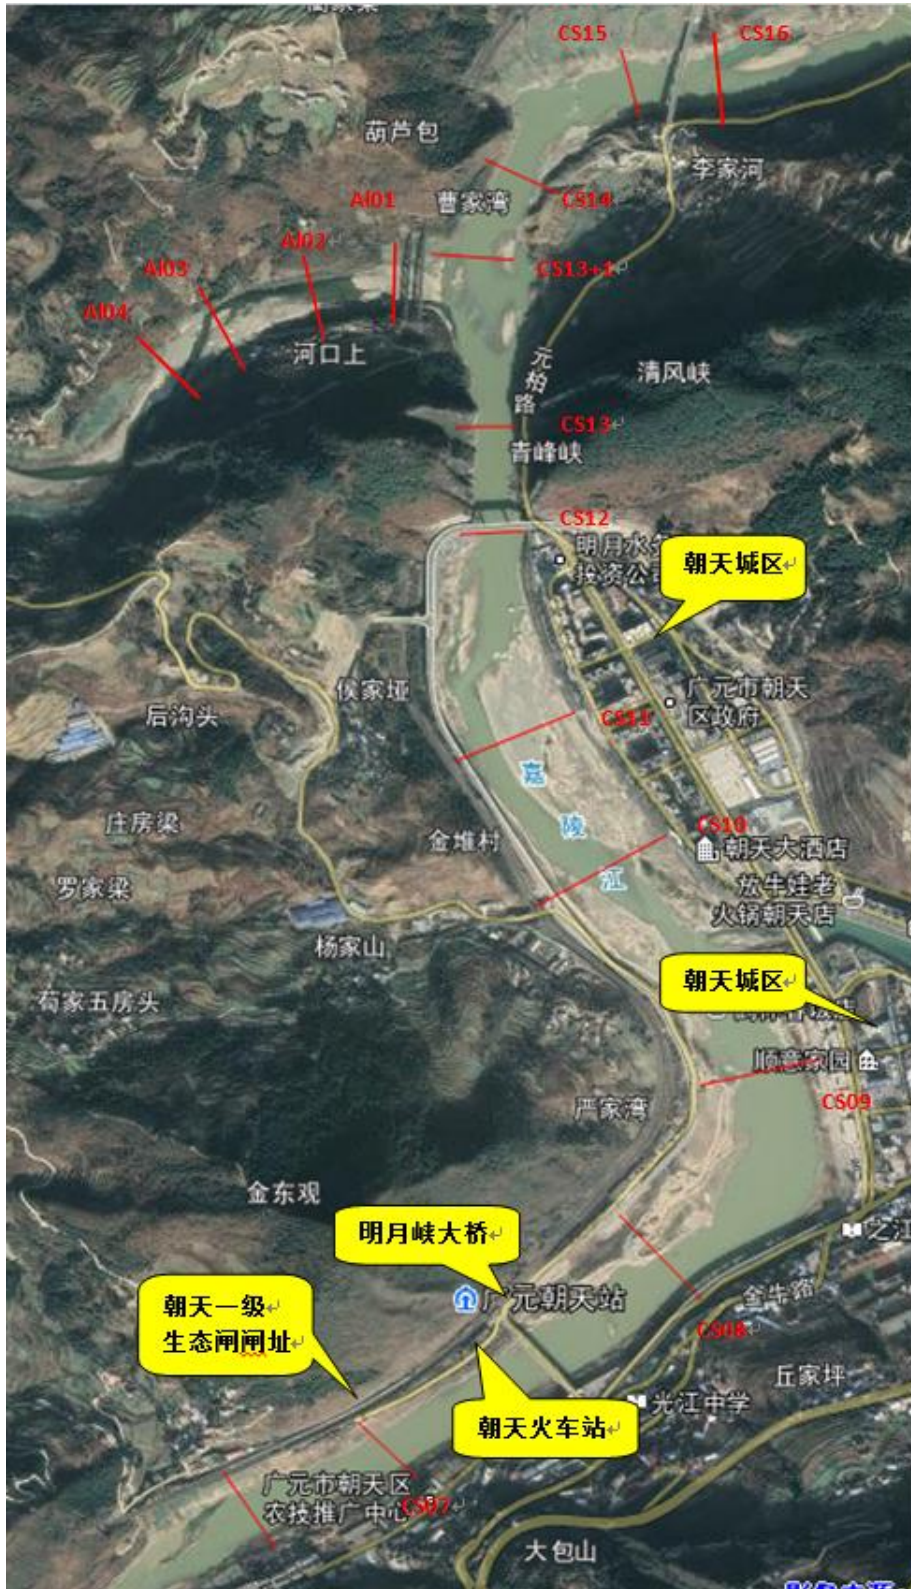 CS15
CS16
葫芦包
李家河
Al01
曹家湾
CS14
Al02
CS13+1
Al03
Al04
河口上
元柏路
清风峡
CS13
青峰峡
CS12
明月水
投资公司
朝天城区
侯家垭
广元市朝天
区政府
后沟头
CS11
嘉陵江
庄房梁
金堆村
CS10
朝天大酒店
罗家梁
放牛娃老
火锅朝天店
杨家山
朝天城区
荀家五房头
顺意家园
CS09
严家湾
金东观
明月峡大桥
之江
金牛路
广元朝天站
朝天一级
生态闸闸址
CS08
丘家坪
光江中学
朝天火车站
广元市朝天区
农技推广中心
CS07
大包山